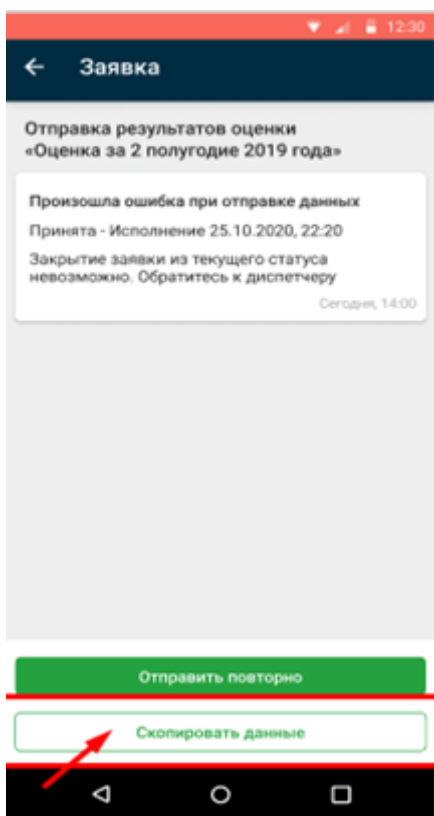 12:30
Заявка
Отправка результатов оценки
«Оценка за 2 полугодие 2019 года»
Произошла ошибка при отправке данных
Принята - Исполнение 25.10.2020, 22:20
Закрытие заявки из текущего статуса
невозможно. Обратитесь к диспетчеру
Сегодня, 14:00
Отправить повторно
Скопировать данные